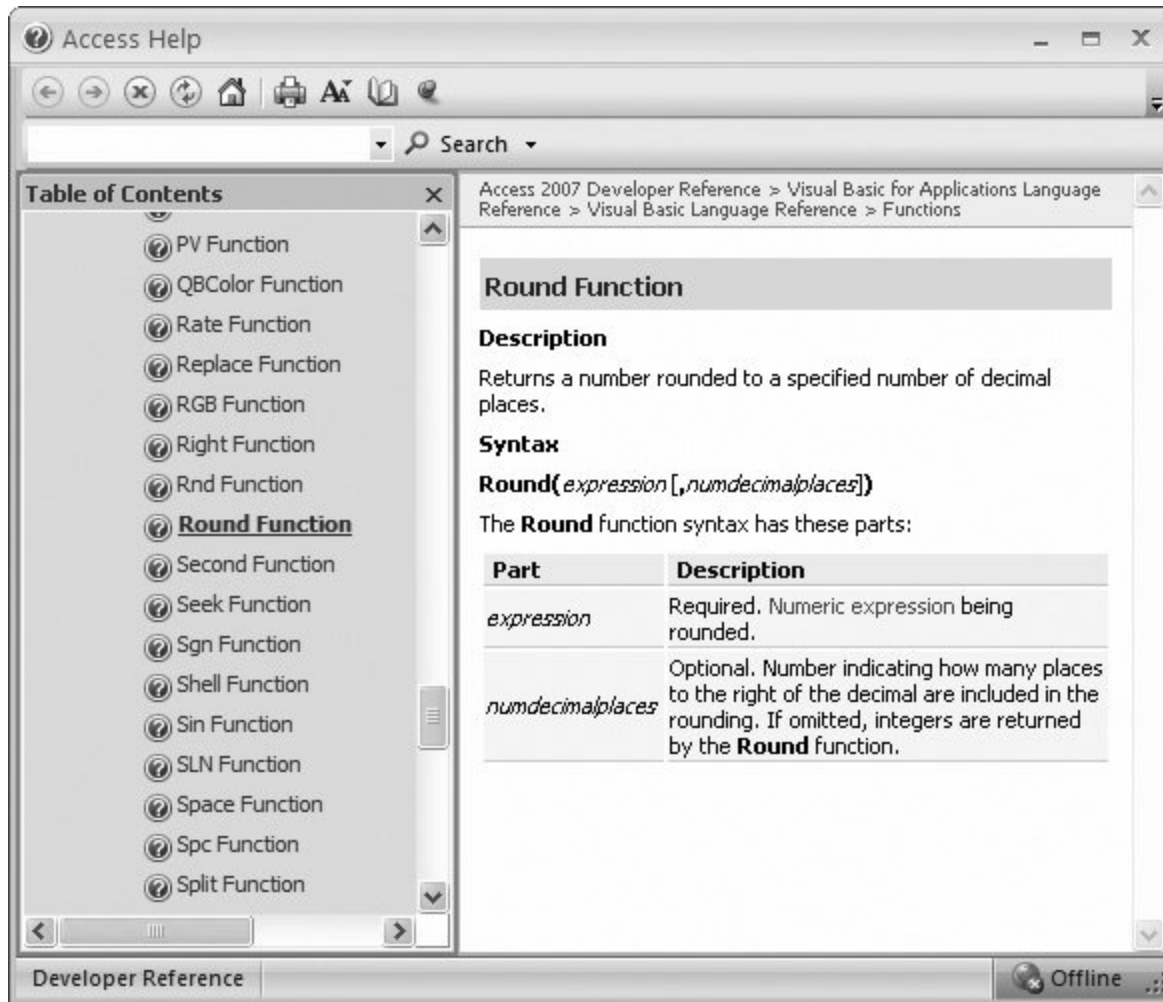 Access Help
Search
Table of Contents
PV Function
QBColor Function
Rate Function
Replace Function
RGB Function
Right Function
Rnd Function
Round Function
Second Function
Seek Function
Sgn Function
Shell Function
Sin Function
SLN Function
Space Function
Spc Function
Split Function
Access 2007 Developer Reference > Visual Basic for Applications Language
Reference > Visual Basic Language Reference > Functions
Round Function
Description
Returns a number rounded to a specified number of decimal
places.
Syntax
Round(expression [,numdecimalplaces])
The Round function syntax has these parts:
Part Description
expression Required. Numeric expression being
rounded.
numdecimalplaces Optional. Number indicating how many places
to the right of the decimal are included in the
rounding. If omitted, integers are returned
by the Round function.
Developer Reference
Offline